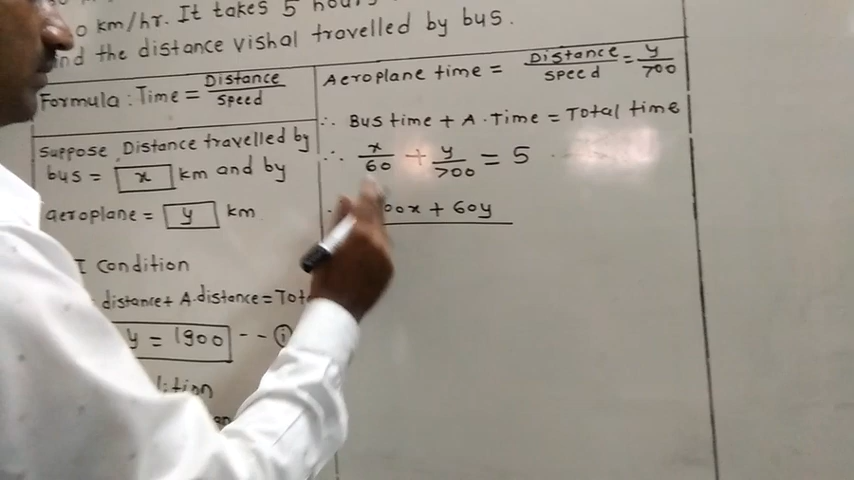 0 km/hr. It takes 5 hours
nd the distance vishal travelled by bus.
Formula : Time = Distance / speed
suppose Distance travelled by
bus = x km and by
aeroplane = y km
I condition
distance + A.distance = Tot
y = 1900 -- ①
dition
Aeroplane time = Distance / speed = y / 700
∴ Bus time + A. Time = Total time
∴ x / 60 + y / 700 = 5
00x + 60y